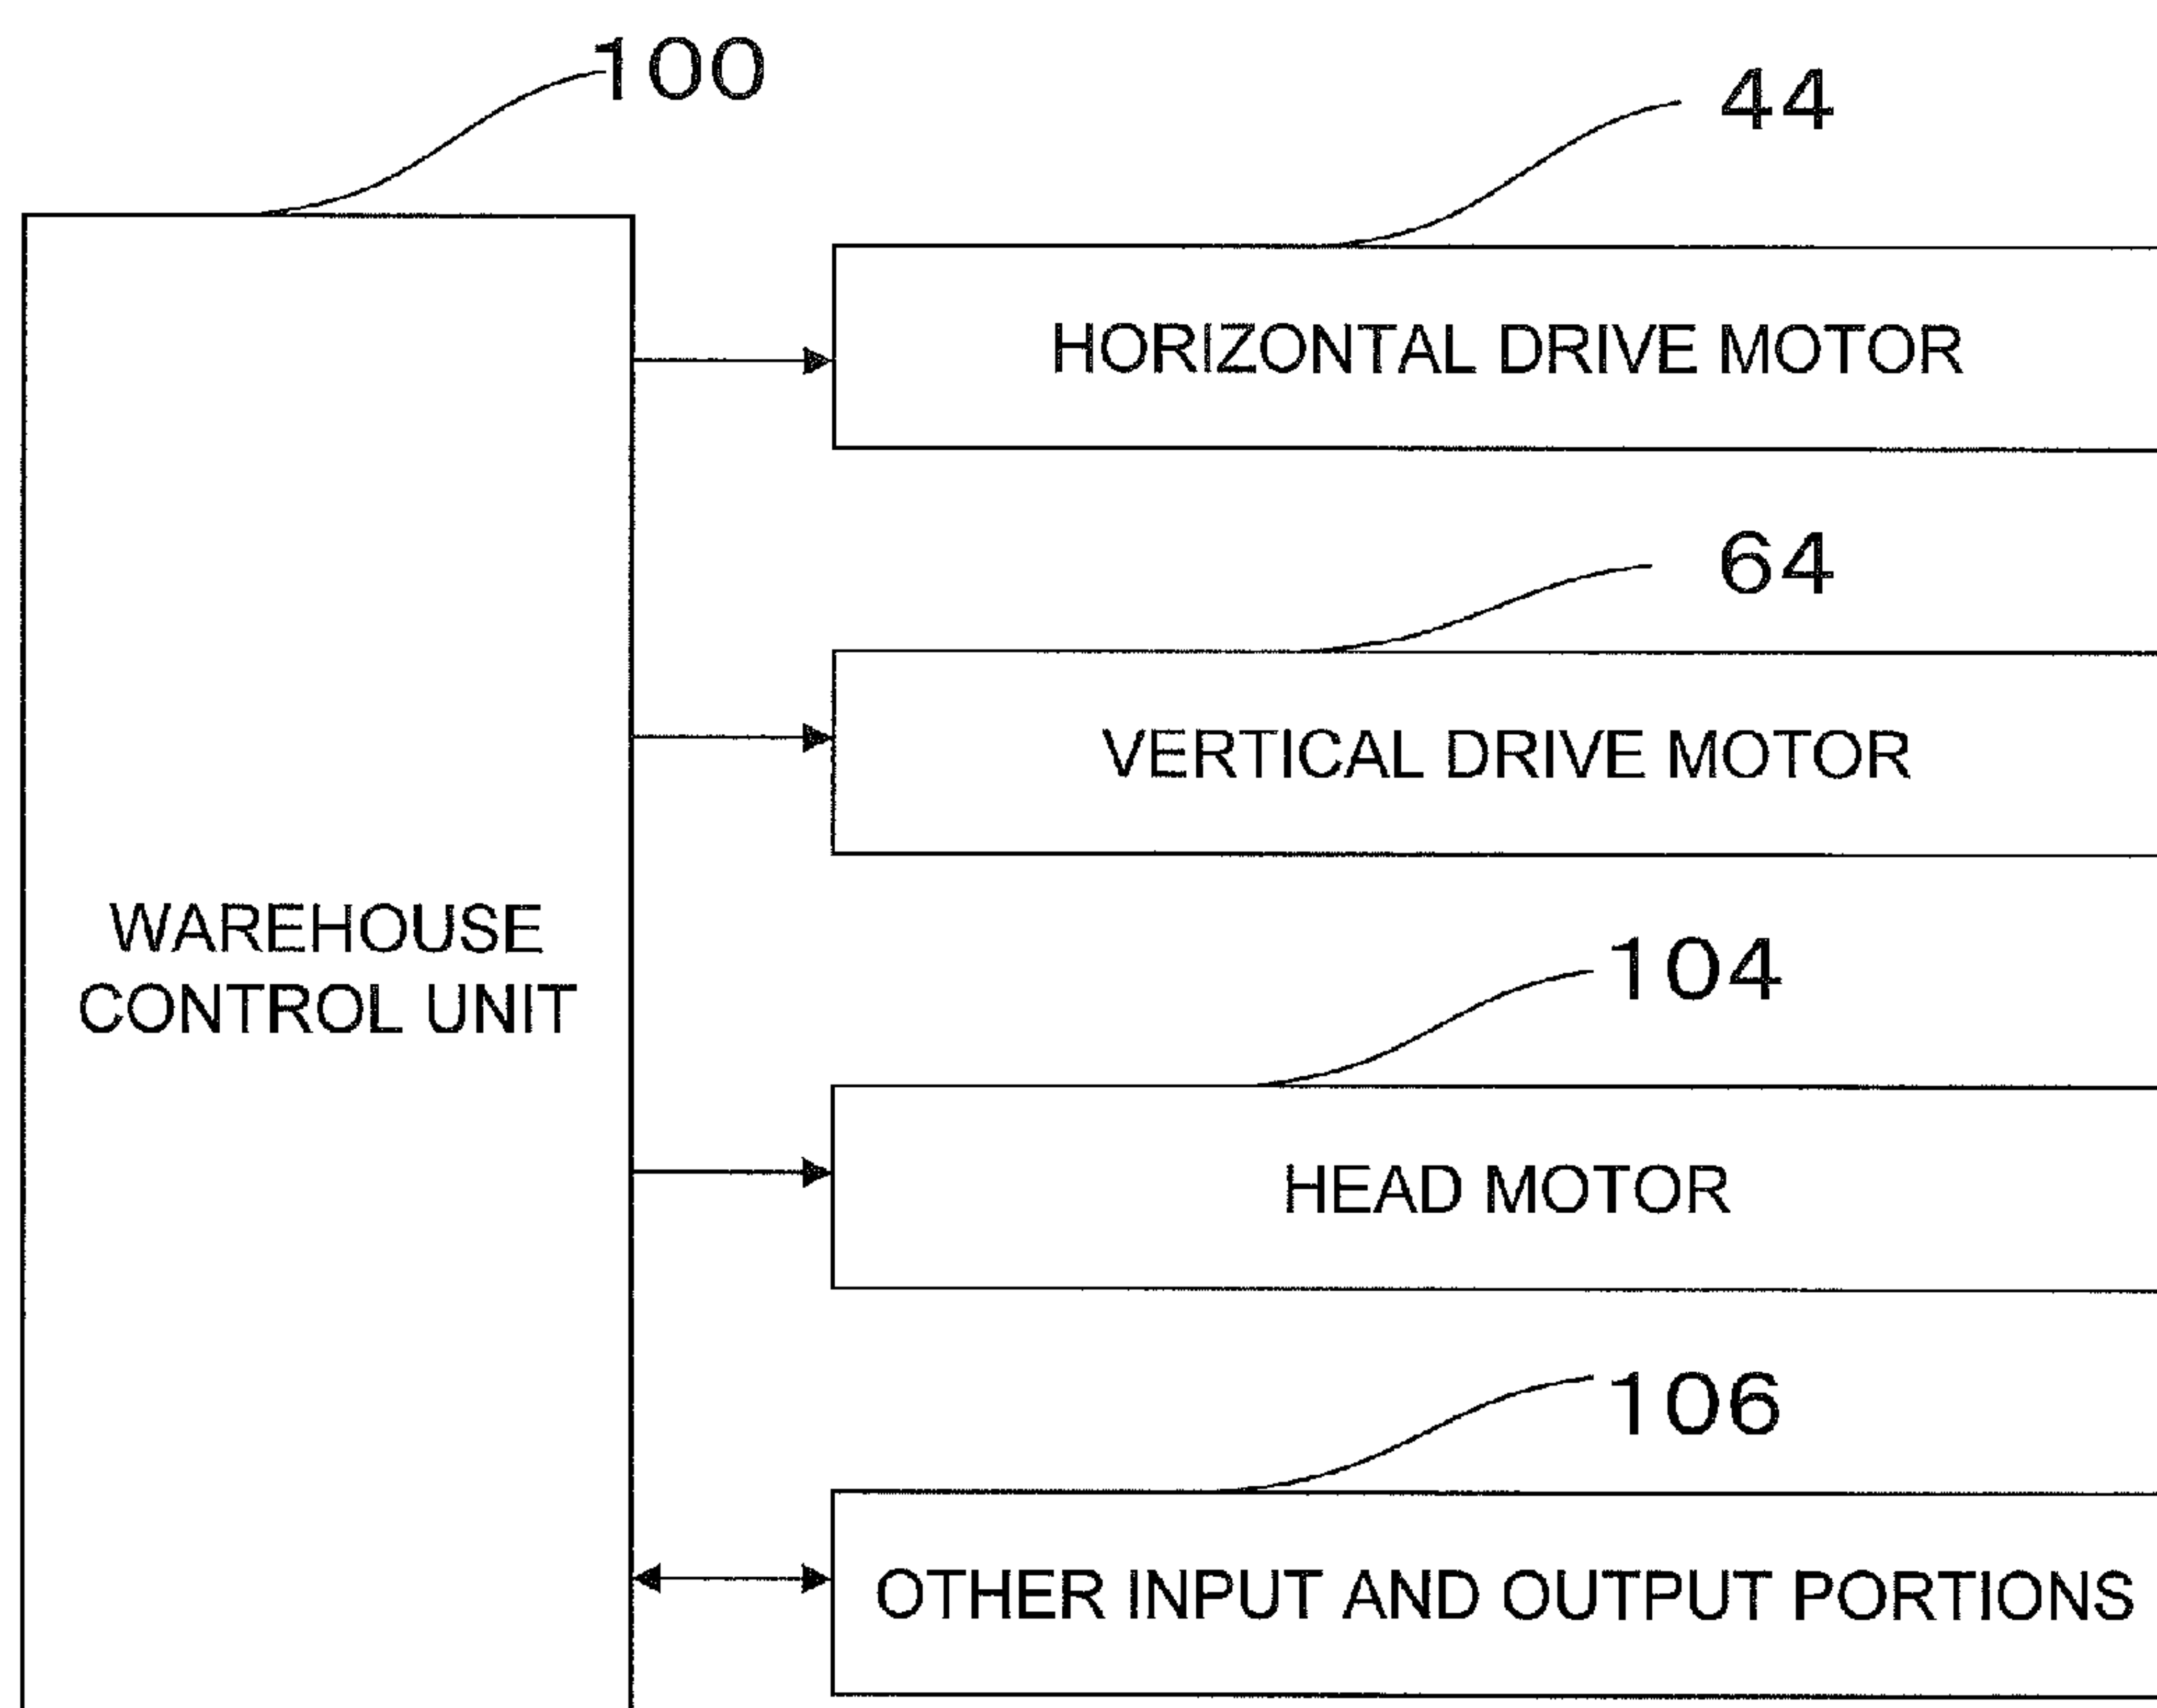 100
44
HORIZONTAL DRIVE MOTOR
64
VERTICAL DRIVE MOTOR
WAREHOUSE
CONTROL UNIT
104
HEAD MOTOR
106
OTHER INPUT AND OUTPUT PORTIONS